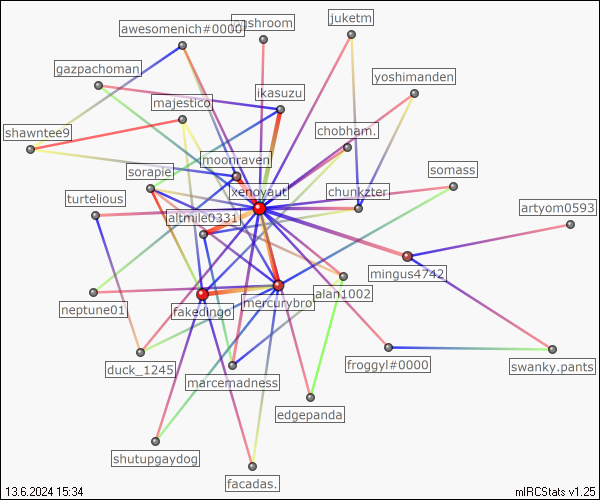 juketm
gshroom
awesomenich#0000
gazpachoman
yoshimanden
ikasuzu
majestico
chobham.
shawntee9
moonraven
sorapie
somass
xenoyaut
chunkzter
turtelious
artyom0593
altmile0331
mingus4742
alan1002
mercurybro
neptune01
fakedingo
froggyl#0000
swanky.pants
duck_1245
marcemadness
edgepanda
shutupgaydog
facadas.
13.6.2024 15:34
mIRCStats v1.25